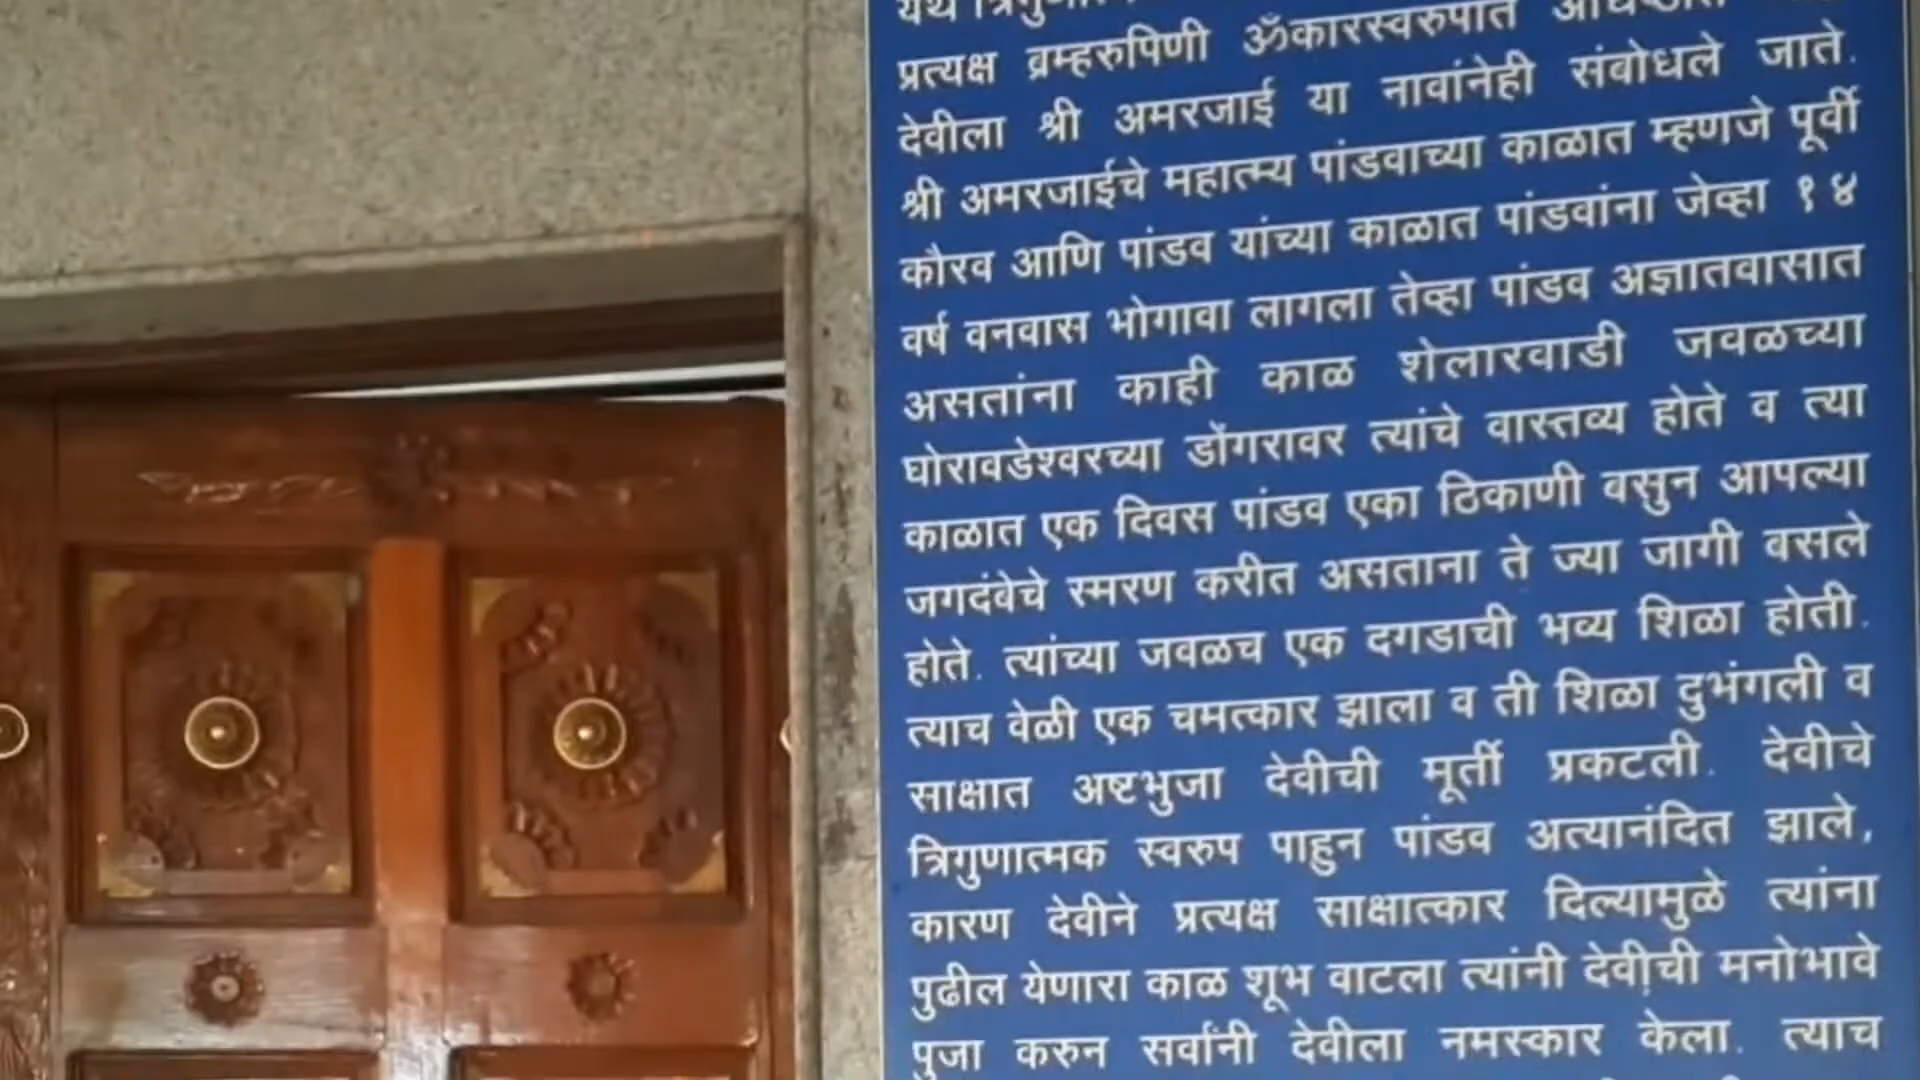 प्रत्यक्ष व्रम्हरुपिणी ॐकारस्वरुपात
देवीला श्री अमरजाई या नावांनेही संबोधले जाते.
श्री अमरजाईचे महात्म्य पांडवाच्या काळात म्हणजे पूर्वी
कौरव आणि पांडव यांच्या काळात पांडवांना जेव्हा १४
वर्ष वनवास भोगावा लागला तेव्हा पांडव अज्ञातवासात
असतांना काही काळ शेलारवाडी जवळच्या
घोरावडेश्वरच्या डोंगरावर त्यांचे वास्तव्य होते व त्या
काळात एक दिवस पांडव एका ठिकाणी वसुन आपल्या
जगदंवेचे स्मरण करीत असताना ते ज्या जागी वसले
होते. त्यांच्या जवळच एक दगडाची भव्य शिळा होती.
त्याच वेळी एक चमत्कार झाला व ती शिळा दुभंगली व
साक्षात अष्टभुजा देवीची मूर्ती प्रकटली. देवीचे
त्रिगुणात्मक स्वरुप पाहुन पांडव अत्यानंदित झाले,
कारण देवीने प्रत्यक्ष साक्षात्कार दिल्यामुळे त्यांना
पुढील येणारा काळ शूभ वाटला त्यांनी देवीची मनोभावे
पुजा करुन सर्वांनी देवीला नमस्कार केला. त्याच